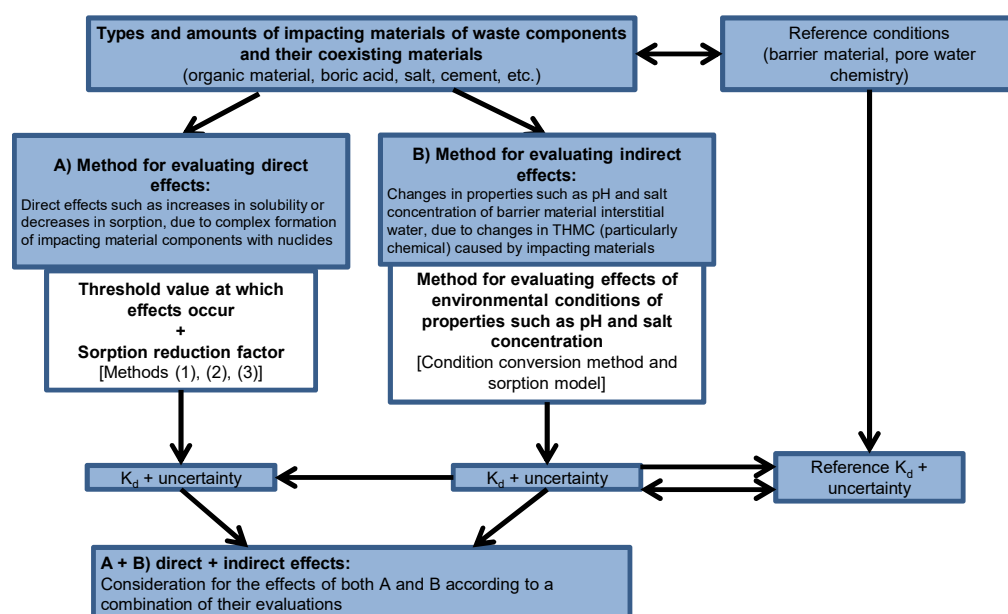 Types and amounts of impacting materials of waste components
and their coexisting materials
(organic material, boric acid, salt, cement, etc.)
Reference conditions
(barrier material, pore water
chemistry)
A) Method for evaluating direct
effects:
Direct effects such as increases in solubility or
decreases in sorption, due to complex formation
of impacting material components with nuclides
B) Method for evaluating indirect
effects:
Changes in properties such as pH and salt
concentration of barrier material interstitial
water, due to changes in THMC (particularly
chemical) caused by impacting materials
Threshold value at which
effects occur
+
Sorption reduction factor
[Methods (1), (2), (3)]
Method for evaluating effects of
environmental conditions of
properties such as pH and salt
concentration
[Condition conversion method and
sorption model]
Kd + uncertainty
Kd + uncertainty
Reference Kd +
uncertainty
A + B) direct + indirect effects:
Consideration for the effects of both A and B according to a
combination of their evaluations